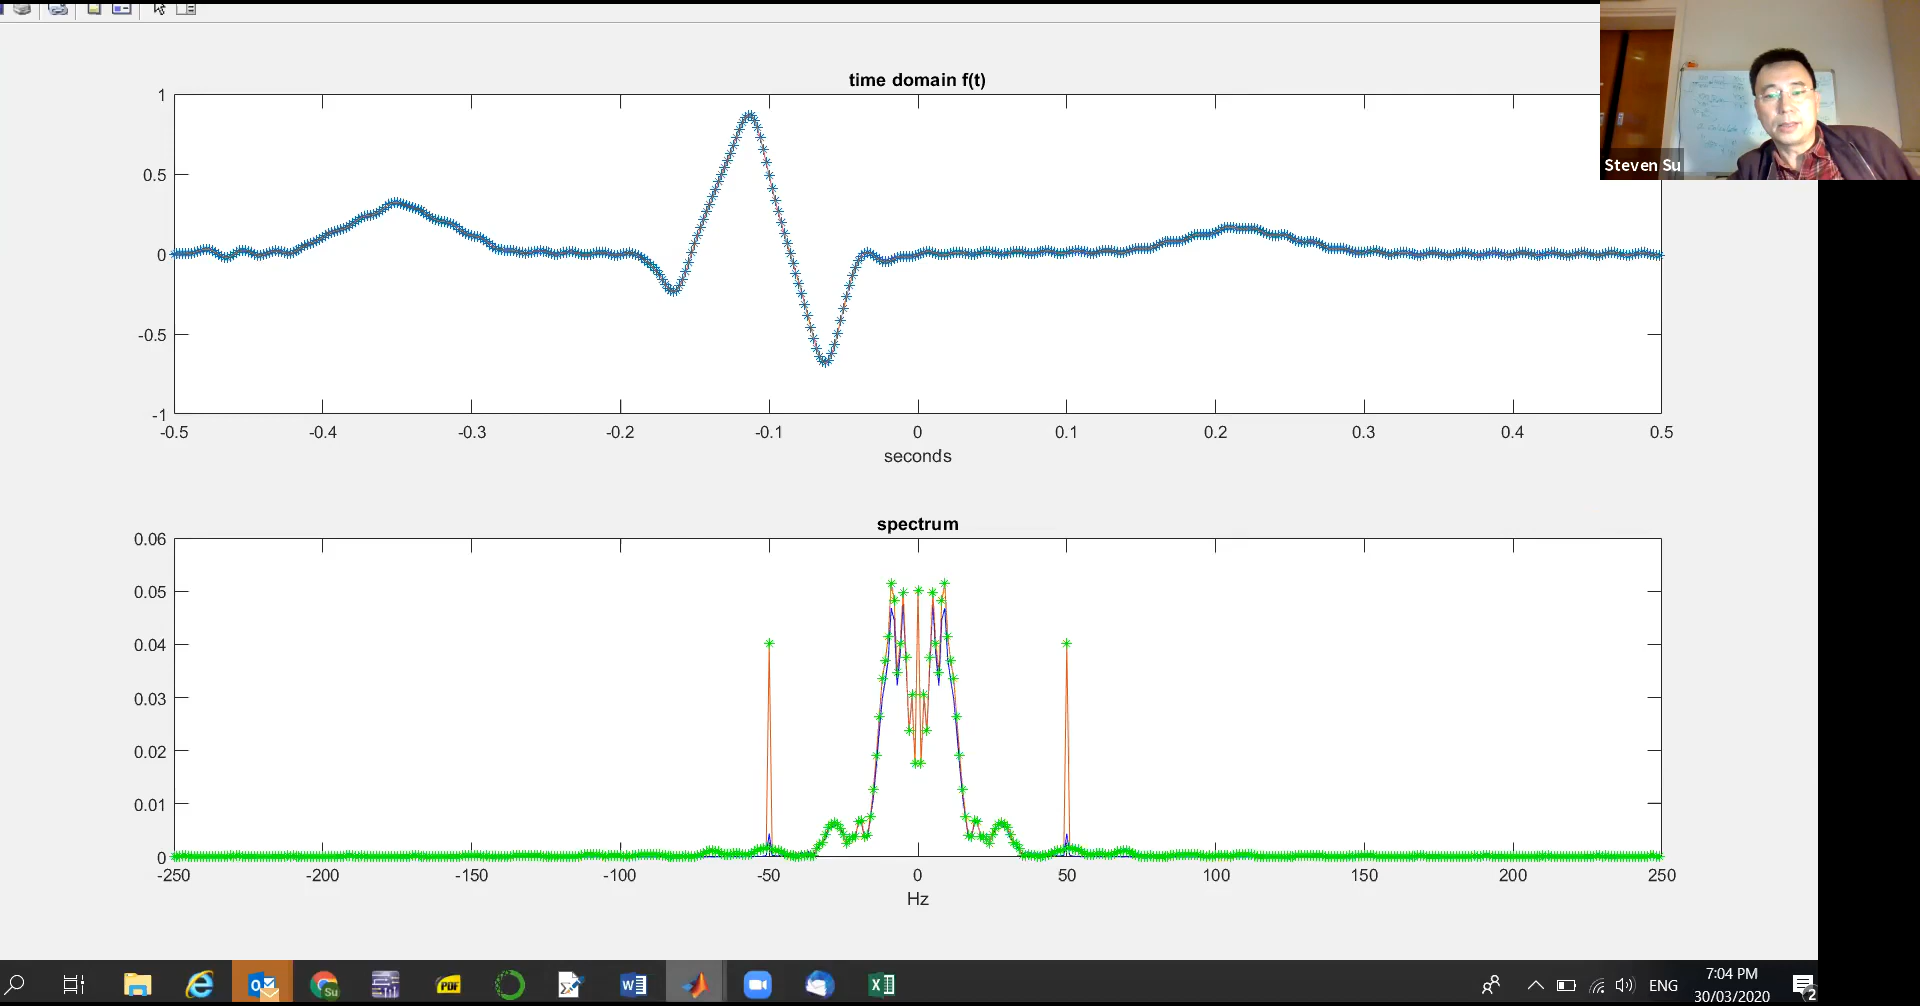 time domain f(t)
1
0.5
0
-0.5
-1
-0.5 -0.4 -0.3 -0.2 -0.1 0 0.1 0.2 0.3 0.4 0.5
seconds
Steven Su
spectrum
0.06
0.05
0.04
0.03
0.02
0.01
0
-250 -200 -150 -100 -50 0 50 100 150 200 250
Hz
Su
PDF
W
X
ENG
7:04 PM
30/03/2020
2